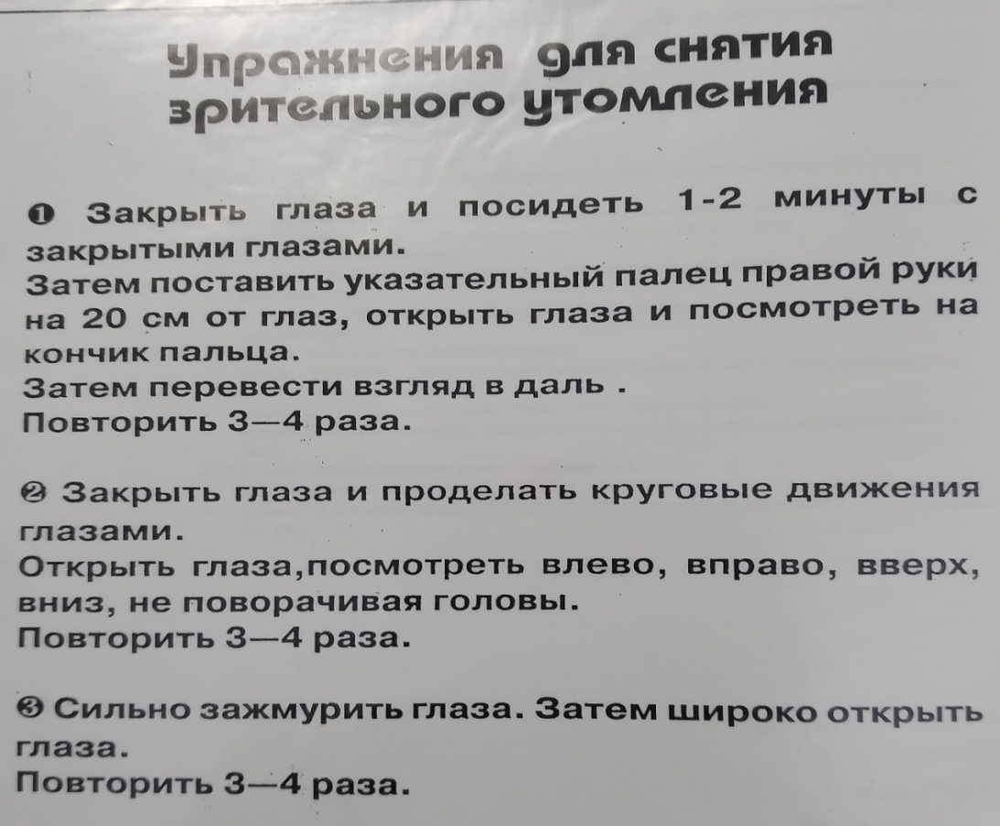 Упражнения для снятия
зрительного утомления
❶ Закрыть глаза и посидеть 1-2 минуты с
закрытыми глазами.
Затем поставить указательный палец правой руки
на 20 см от глаз, открыть глаза и посмотреть на
кончик пальца.
Затем перевести взгляд в даль .
Повторить 3—4 раза.
❷ Закрыть глаза и проделать круговые движения
глазами.
Открыть глаза,посмотреть влево, вправо, вверх,
вниз, не поворачивая головы.
Повторить 3—4 раза.
❸ Сильно зажмурить глаза. Затем широко открыть
глаза.
Повторить 3—4 раза.